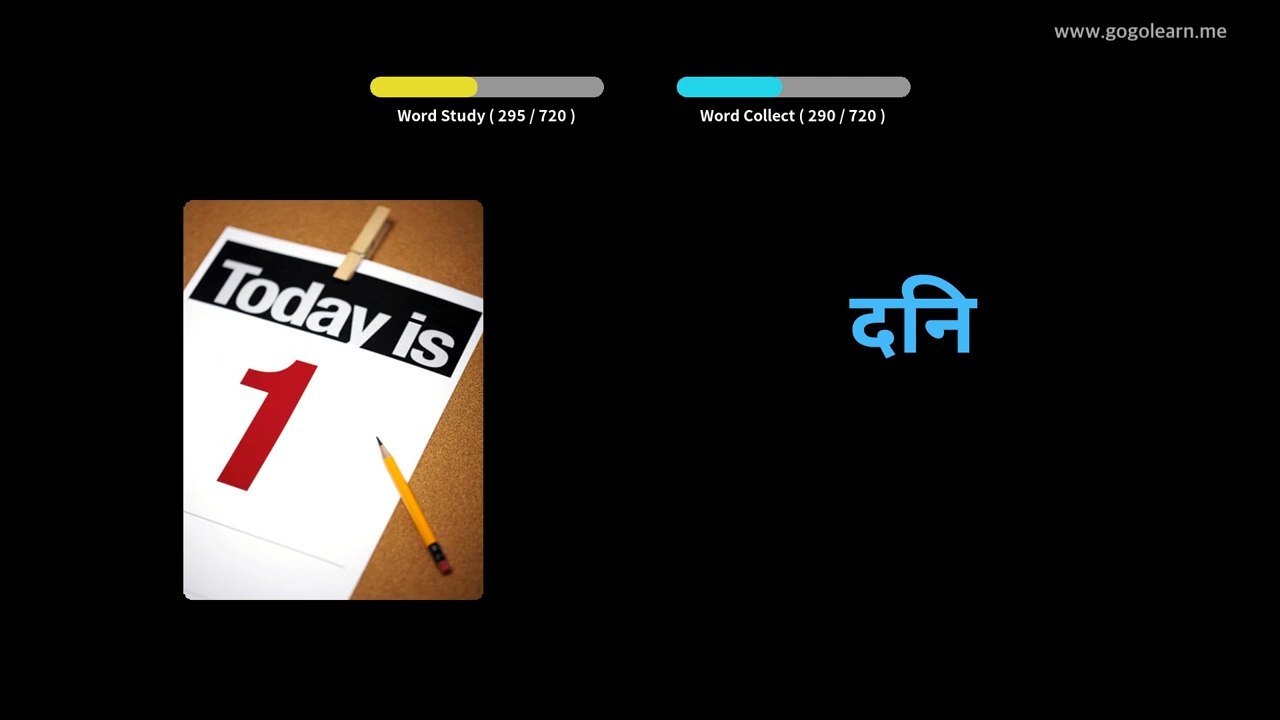 www.gogolearn.me
Word Study ( 295 / 720 )
Word Collect ( 290 / 720 )
Today is
1
दनि